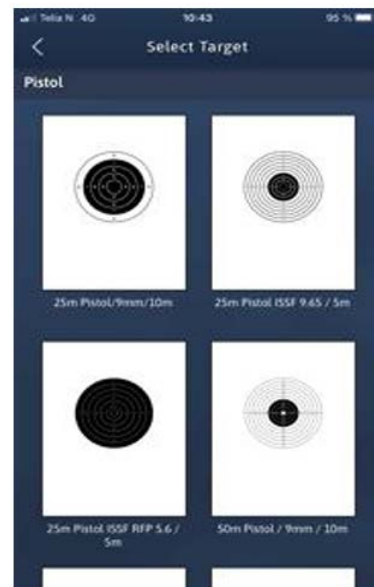 Telia N 4G 10:43 95 %
Select Target
Pistol
25m Pistol/9mm/10m
25m Pistol ISSF 9.65 / 5m
25m Pistol ISSF RFP 5.6 /
5m
50m Pistol / 9mm / 10m